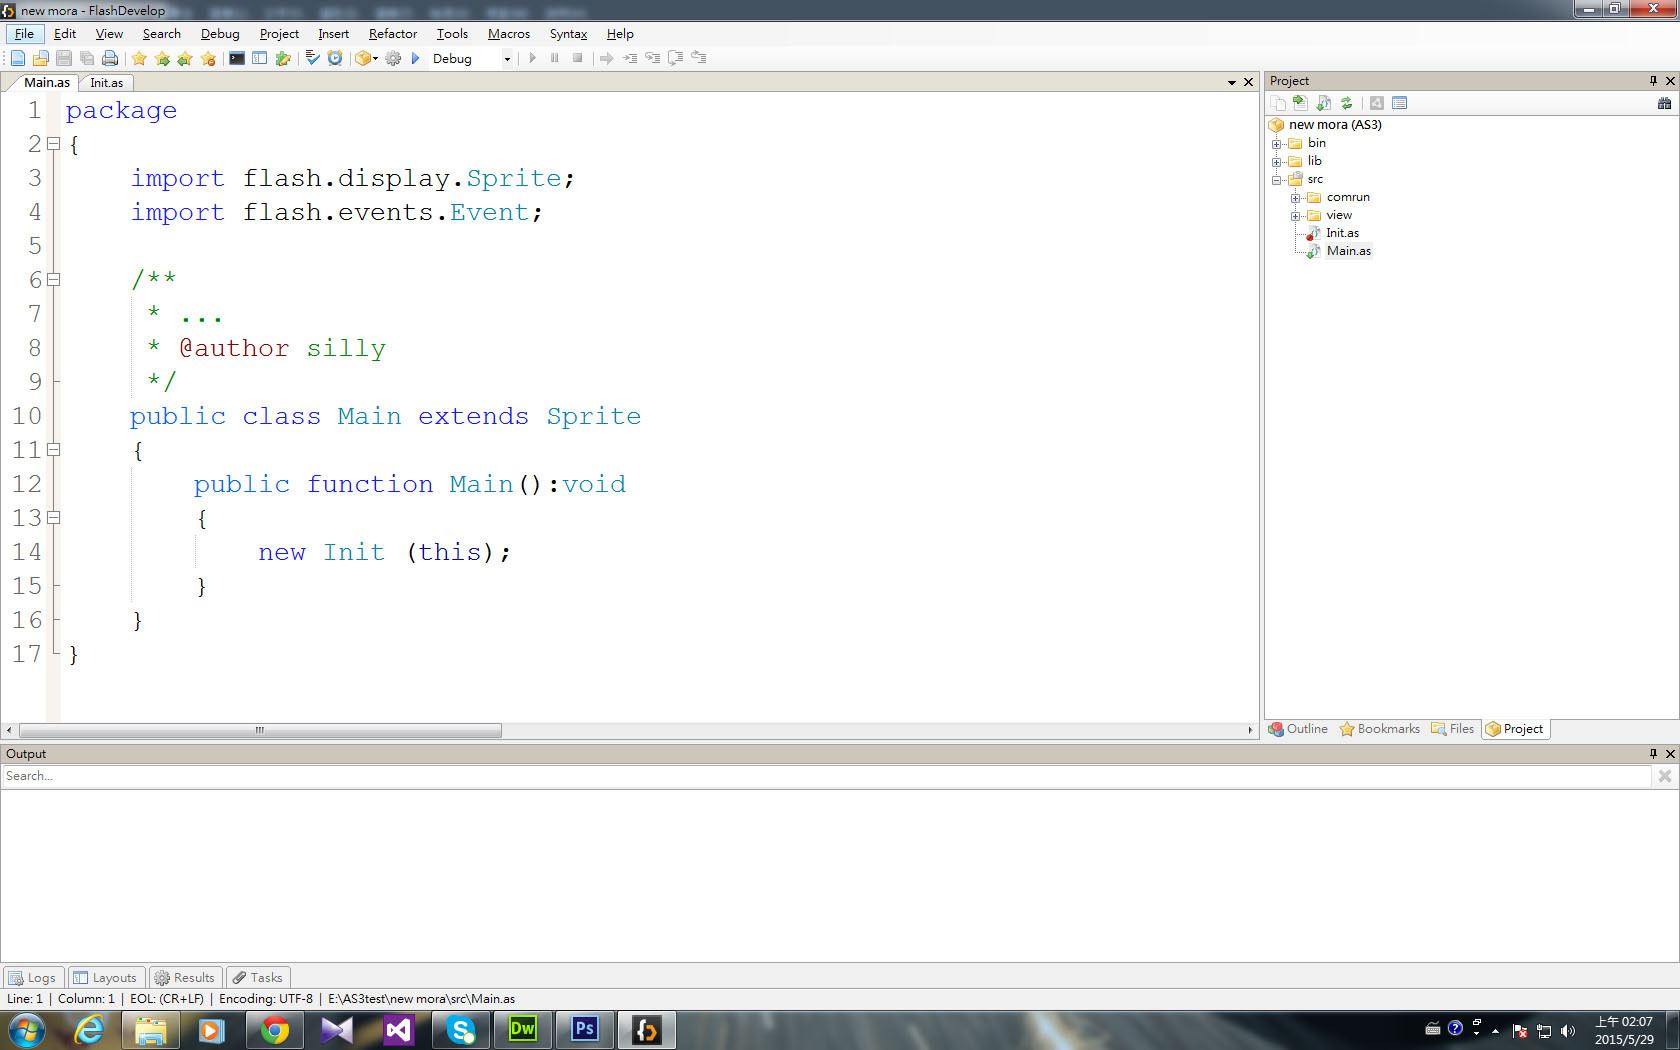 new mora - FlashDevelop
File Edit View Search Debug Project Insert Refactor Tools Macros Syntax Help
Debug
Main.as Init.as
1 package
2 {
3 import flash.display.Sprite;
4 import flash.events.Event;
5
6 /**
7 * ...
8 * @author silly
9 */
10 public class Main extends Sprite
11 {
12 public function Main():void
13 {
14 new Init (this);
15 }
16 }
17 }
Project
new mora (AS3)
bin
lib
src
comrun
view
Init.as
Main.as
Outline Bookmarks Files Project
Output
Search...
Logs Layouts Results Tasks
Line: 1 | Column: 1 | EOL: (CR+LF) | Encoding: UTF-8 | E:\AS3test\new mora\src\Main.as
Dw Ps
上午 02:07
2015/5/29